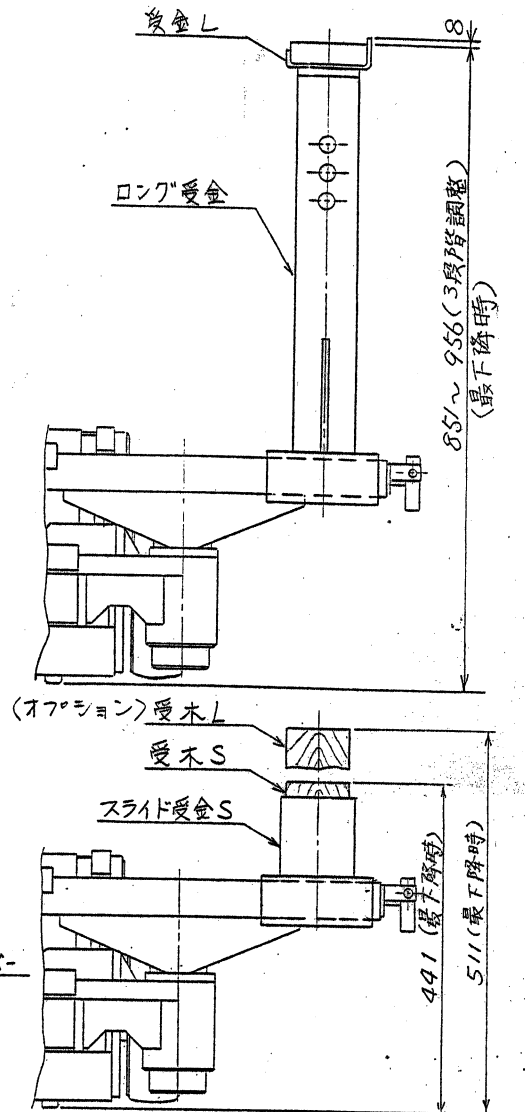 受金L
8
ロング受金
851~956(3段階調整)
(最下降時)
(オプション)受木L
受木S
スライド受金S
441(最下降時)
511(最下降時)